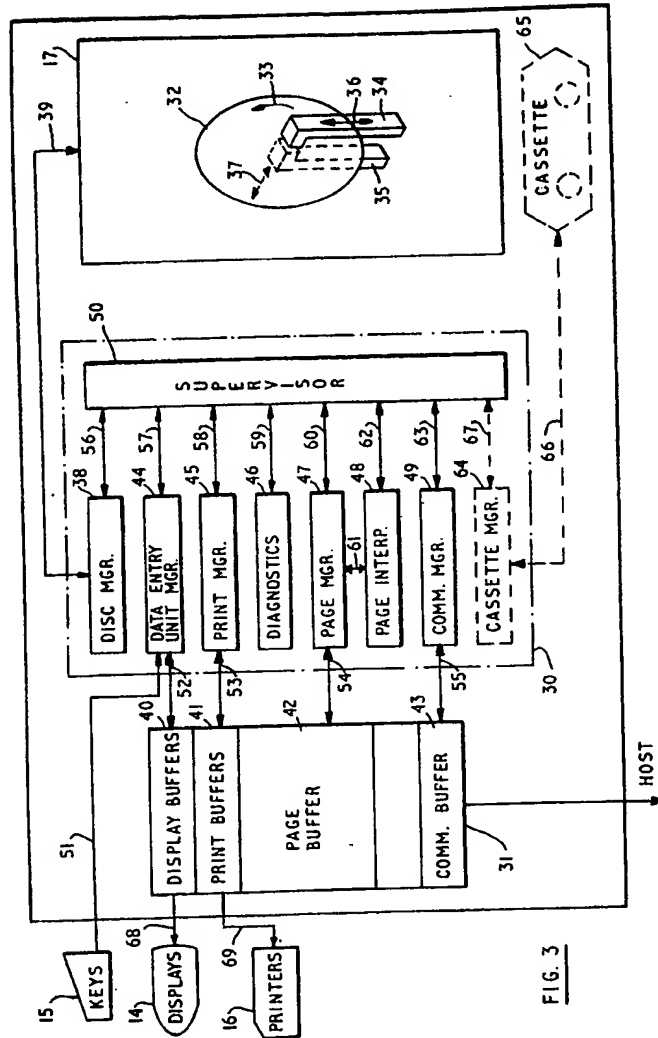 39
17
32
33
37
36
34
35
CASSETTE
65
66
50
SUPERVISOR
56
57
58
59
60
62
63
67
38
DISC MGR.
44
DATA ENTRY
UNIT MGR.
45
PRINT MGR.
46
DIAGNOSTICS
47
PAGE MGR.
61
48
PAGE INTERP.
49
COMM. MGR.
64
CASSETTE MGR.
30
51
52
53
54
55
40
DISPLAY BUFFERS
41
PRINT BUFFERS
42
PAGE
BUFFER
43
COMM. BUFFER
31
HOST
15
KEYS
68
14
DISPLAYS
69
16
PRINTERS
FIG. 3